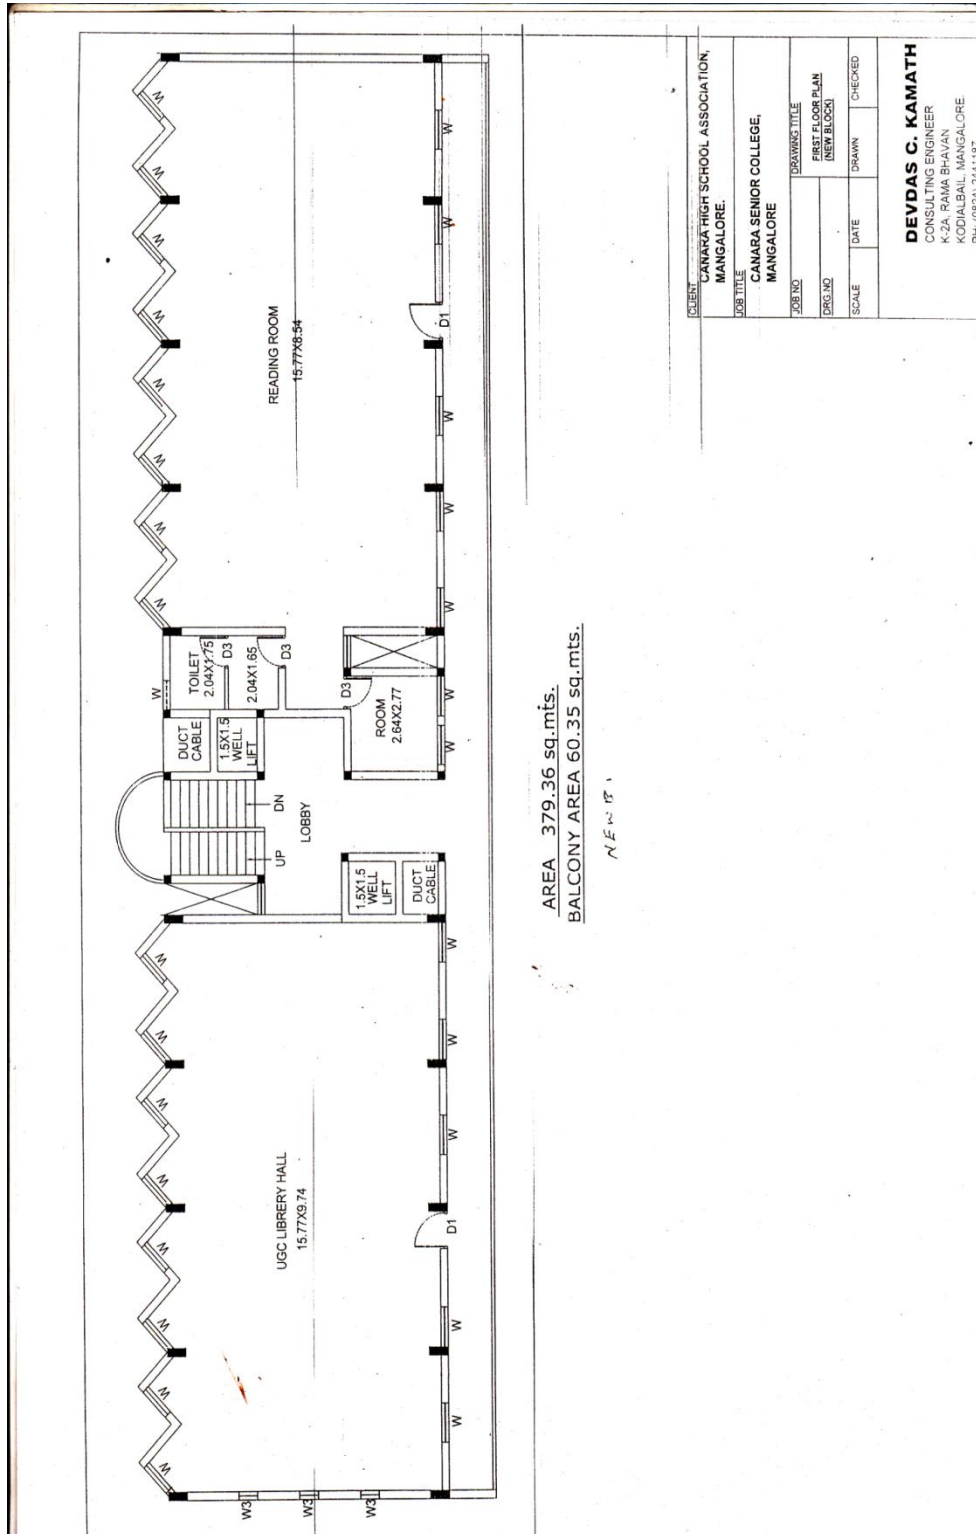 W
W
W
W
W
W
W
W
W
W
READING ROOM
15.77X8.54
D1
W
W
W
W
W
W
TOILET
2.04X1.75
D3
2.04X1.65
D3
D3
ROOM
2.64X2.77
W
W
DUCT
CABLE
1.5X1.5
WELL
LIFT
DN
UP
LOBBY
1.5X1.5
WELL
LIFT
DUCT
CABLE
W
W
W
W
W
W
W
W
UGC LIBRERY HALL
15.77X9.74
D1
W
W
W
W
W
W3
W3
W3
AREA 379.36 sq.mts.
BALCONY AREA 60.35 sq.mts.
NEW B.
CLIENT
CANARA HIGH SCHOOL ASSOCIATION,
MANGALORE.
JOB TITLE
CANARA SENIOR COLLEGE,
MANGALORE
JOB NO
DRAWING TITLE
FIRST FLOOR PLAN
(NEW BLOCK)
DRG.NO
SCALE
DATE
DRAWN
CHECKED
DEVDAS C. KAMATH
CONSULTING ENGINEER
K-2A, RAMA BHAVAN
KODIALBAIL, MANGALORE.